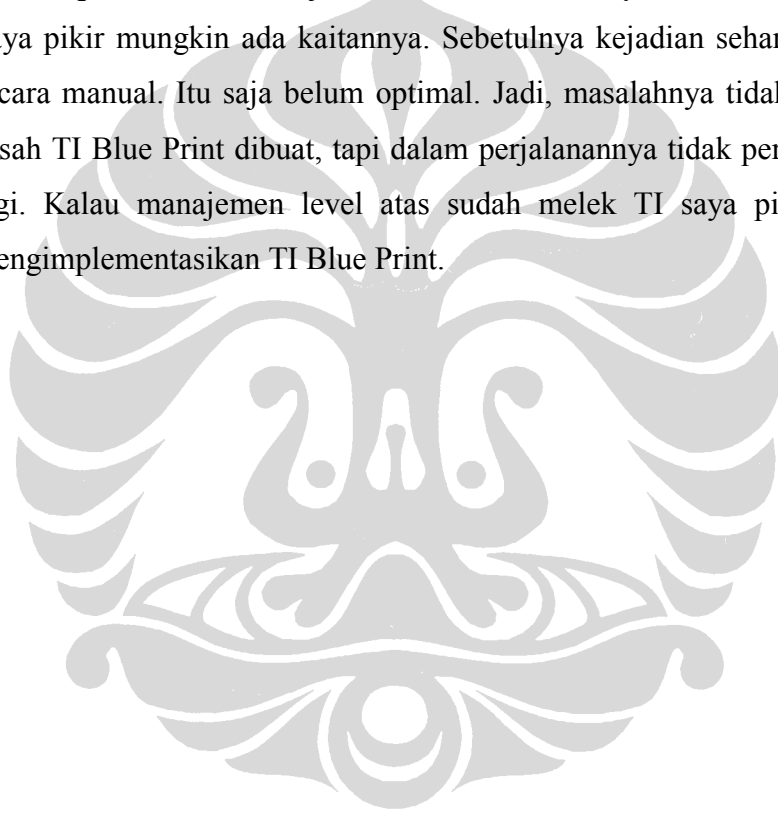 aya pikir mungkin ada kaitannya. Sebetulnya kejadian sehar
cara manual. Itu saja belum optimal. Jadi, masalahnya tidak
sah TI Blue Print dibuat, tapi dalam perjalanannya tidak per
gi. Kalau manajemen level atas sudah melek TI saya pi
engimplementasikan TI Blue Print.